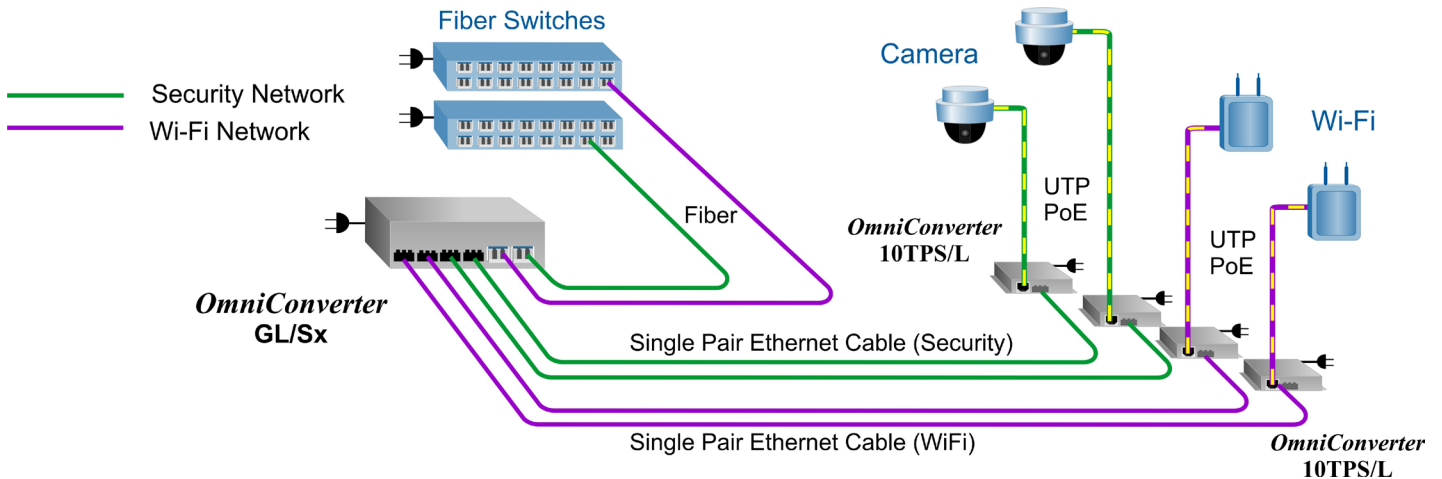 Fiber Switches
Camera
Security Network
Wi-Fi Network
Wi-Fi
UTP
PoE
Fiber
OmniConverter
10TPS/L
UTP
PoE
OmniConverter
GL/Sx
Single Pair Ethernet Cable (Security)
Single Pair Ethernet Cable (WiFi)
OmniConverter
10TPS/L